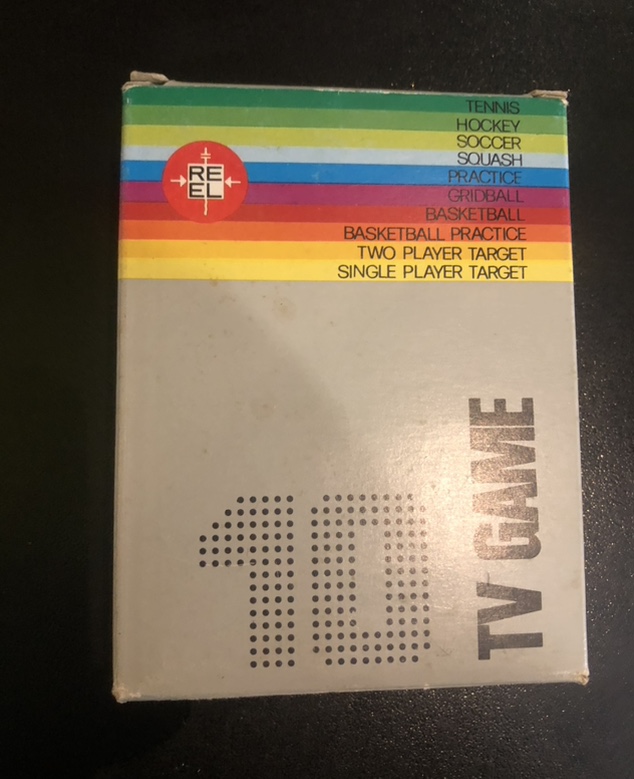 TENNIS
HOCKEY
SOCCER
SQUASH
PRACTICE
GRIDBALL
BASKETBALL
BASKETBALL PRACTICE
TWO PLAYER TARGET
SINGLE PLAYER TARGET
RE
EL
10
TV GAME